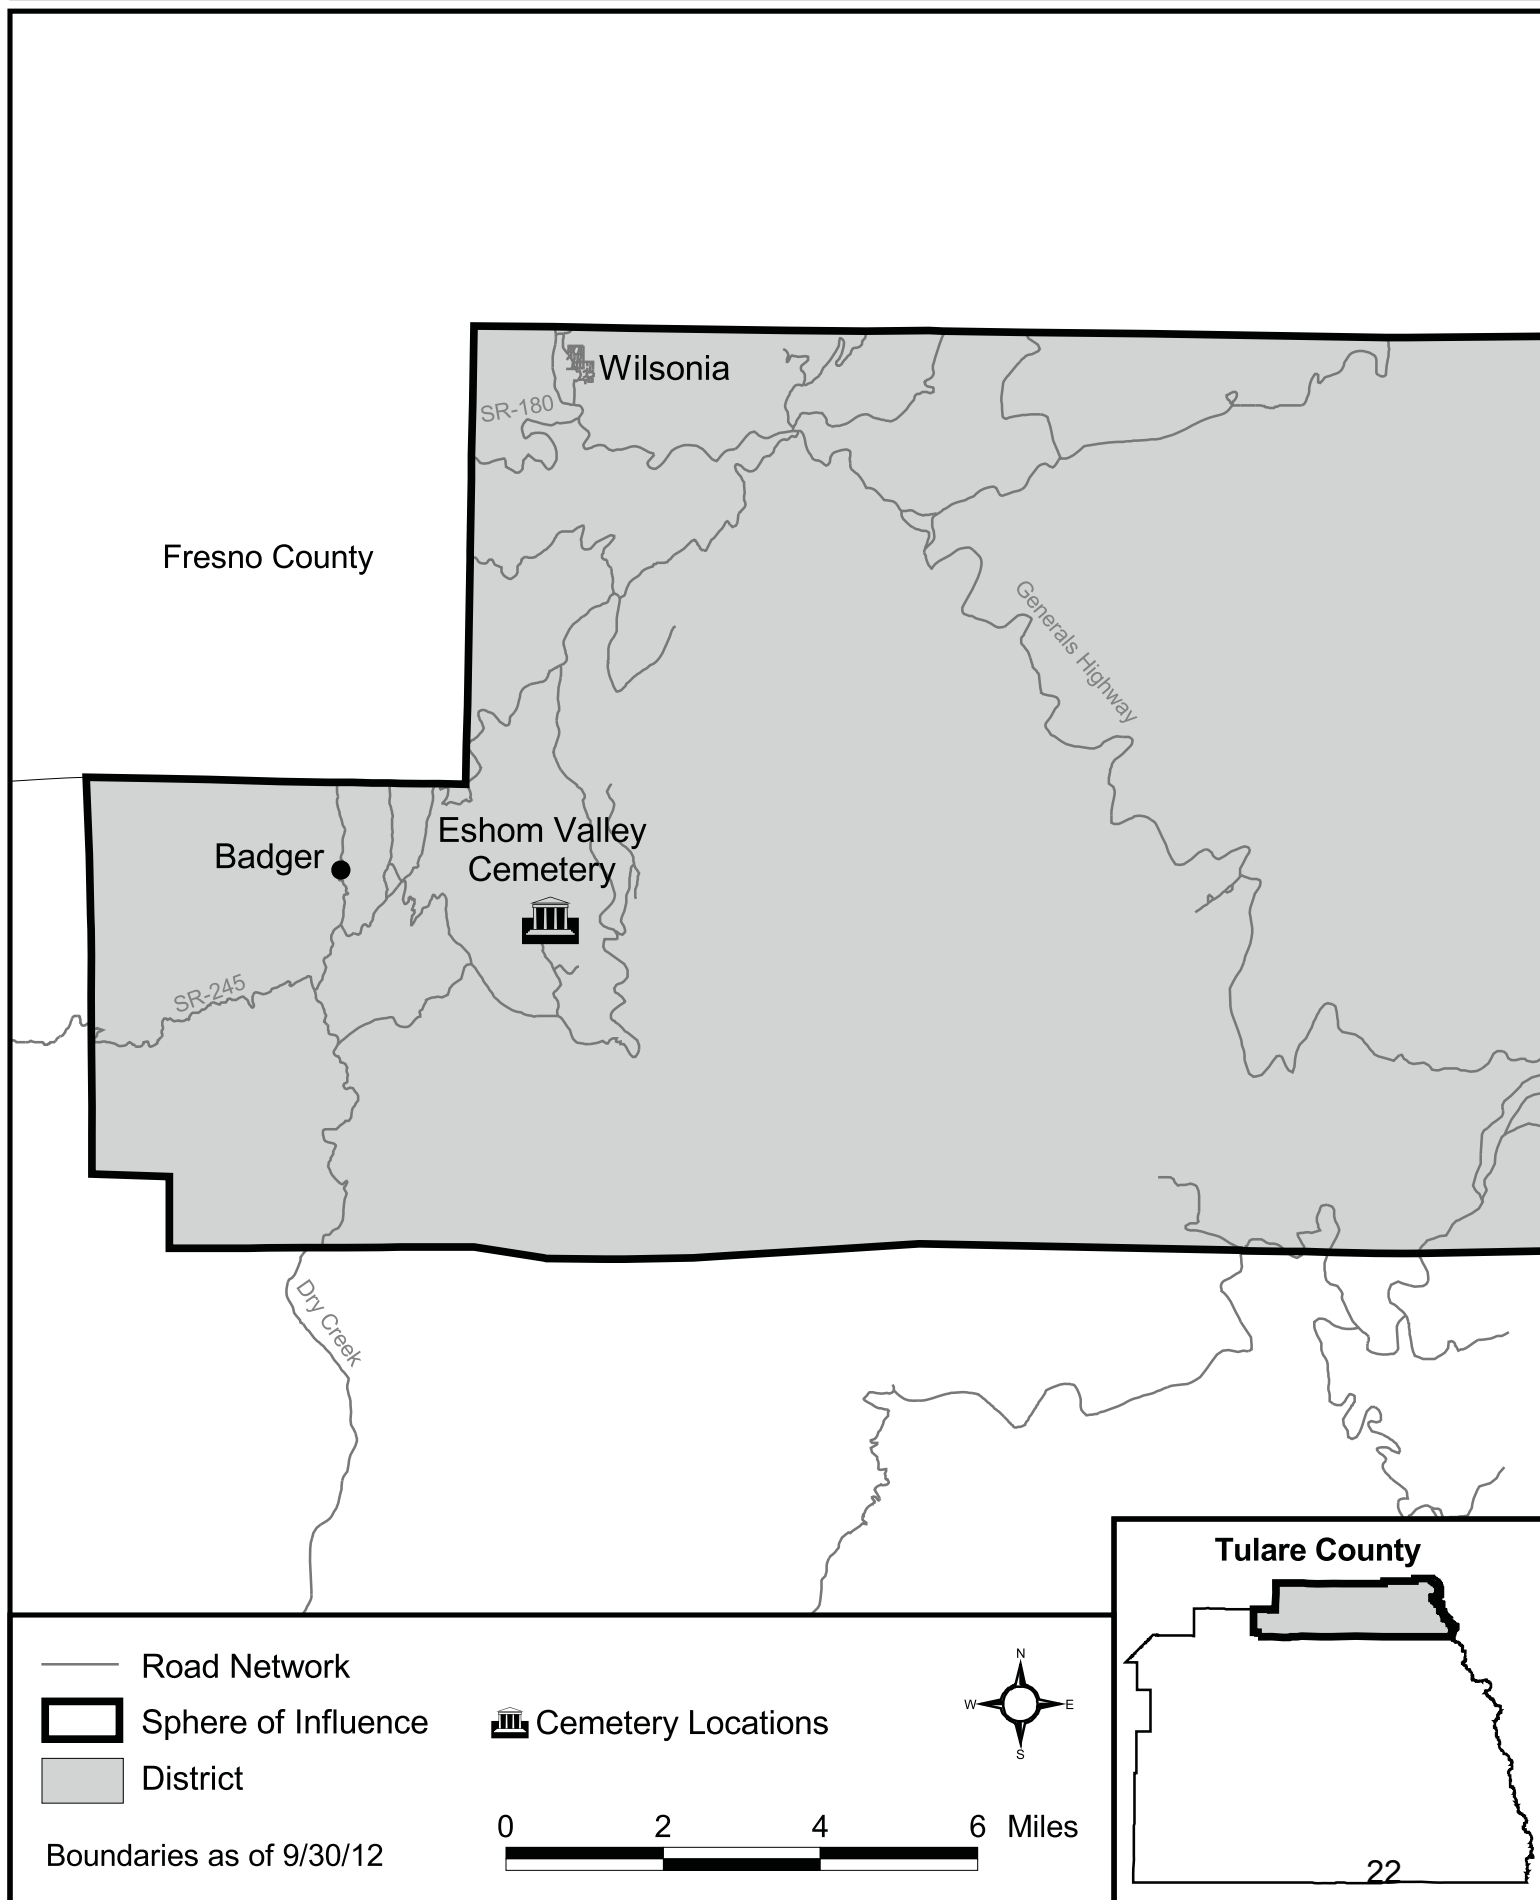 Wilsonia
SR-180
Fresno County
Generals Highway
Eshom Valley
Cemetery
Badger
SR-245
Dry Creek
Tulare County
Road Network
Sphere of Influence
District
Boundaries as of 9/30/12
Cemetery Locations
N
W
E
S
0 2 4 6 Miles
22